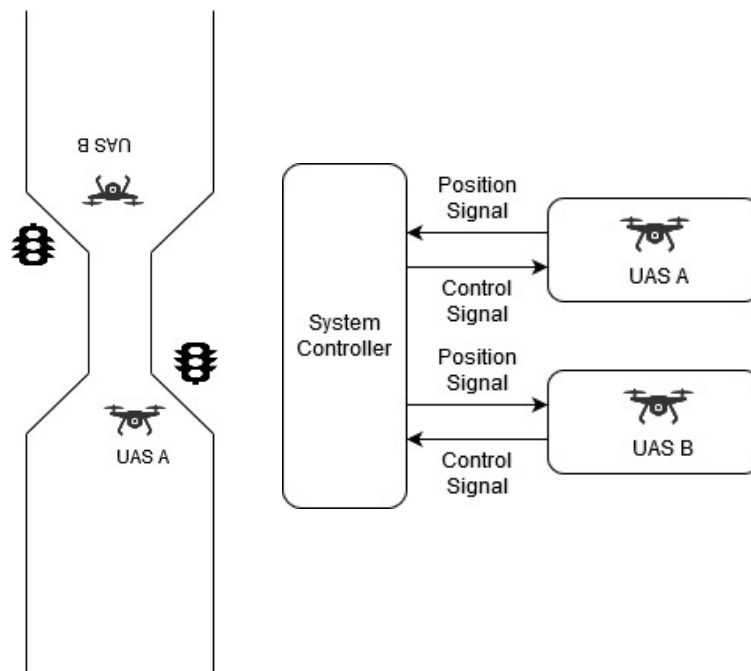 UAS B
UAS A
System
Controller
Position
Signal
Control
Signal
Position
Signal
Control
Signal
UAS A
UAS B